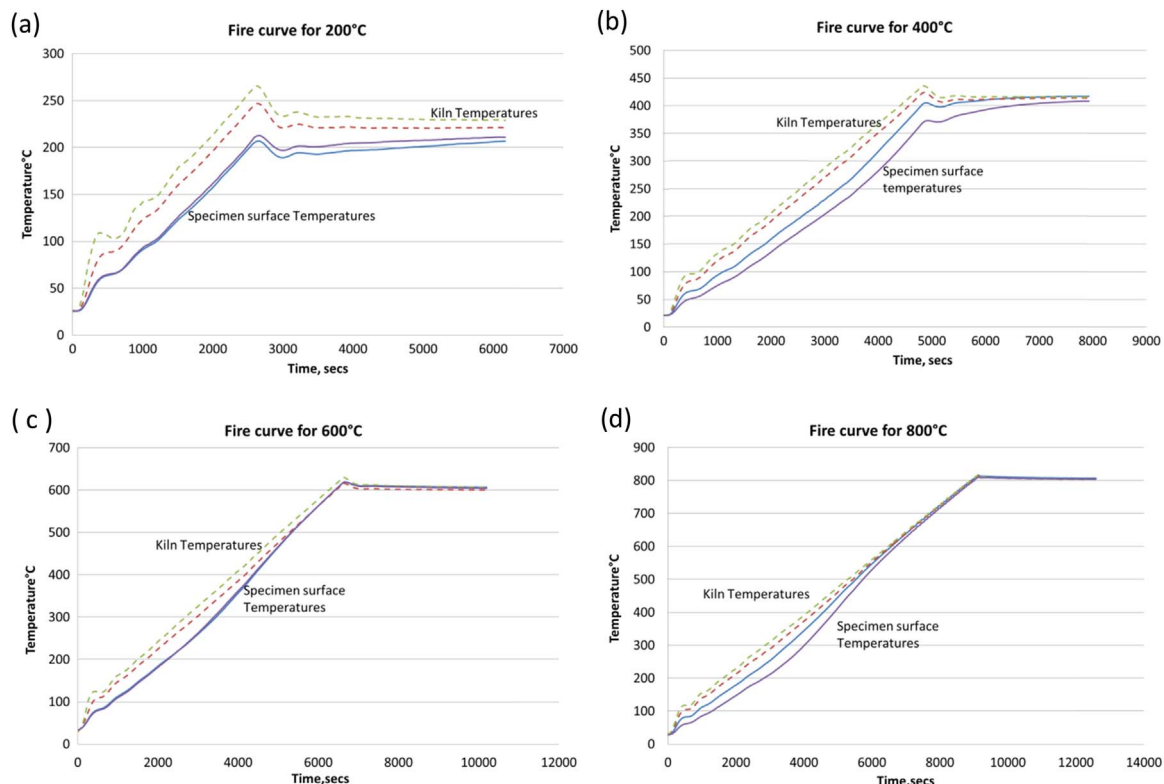 (a)
Fire curve for 200°C
300
250
200
150
100
50
0
Temperature°C
Kiln Temperatures
Specimen surface Temperatures
0 1000 2000 3000 4000 5000 6000 7000
Time, secs
(b)
Fire curve for 400°C
500
450
400
350
300
250
200
150
100
50
0
Temperature°C
Kiln Temperatures
Specimen surface
temperatures
0 1000 2000 3000 4000 5000 6000 7000 8000 9000
Time, secs
( c )
Fire curve for 600°C
700
600
500
400
300
200
100
0
Temperature°C
Kiln Temperatures
Specimen surface
Temperatures
0 2000 4000 6000 8000 10000 12000
Time,secs
(d)
Fire curve for 800°C
900
800
700
600
500
400
300
200
100
0
Temperature°C
Kiln Temperatures
Specimen surface
Temperatures
0 2000 4000 6000 8000 10000 12000 14000
Time,secs